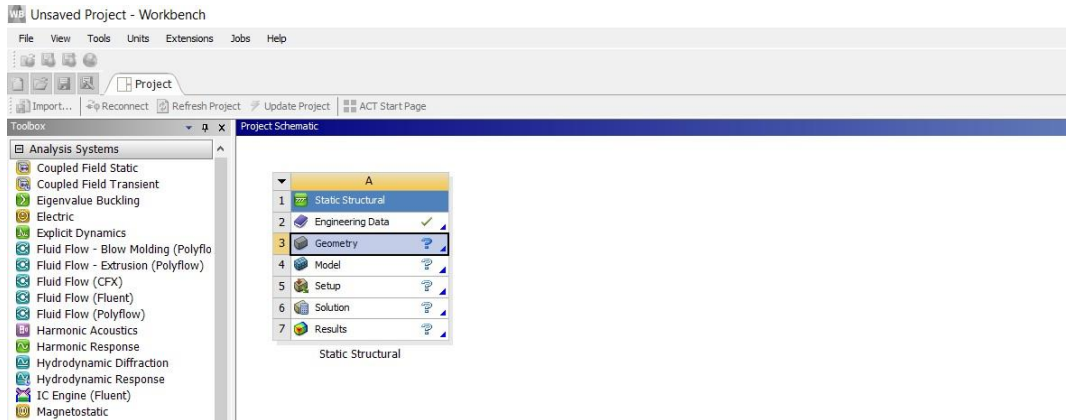 WB Unsaved Project - Workbench
File View Tools Units Extensions Jobs Help
Project
Import... Reconnect Refresh Project Update Project ACT Start Page
Toolbox
Project Schematic
Analysis Systems
Coupled Field Static
Coupled Field Transient
Eigenvalue Buckling
Electric
Explicit Dynamics
Fluid Flow - Blow Molding (Polyflo
Fluid Flow - Extrusion (Polyflow)
Fluid Flow (CFX)
Fluid Flow (Fluent)
Fluid Flow (Polyflow)
Harmonic Acoustics
Harmonic Response
Hydrodynamic Diffraction
Hydrodynamic Response
IC Engine (Fluent)
Magnetostatic
A
1 Static Structural
2 Engineering Data
3 Geometry ?
4 Model ?
5 Setup ?
6 Solution ?
7 Results ?
Static Structural